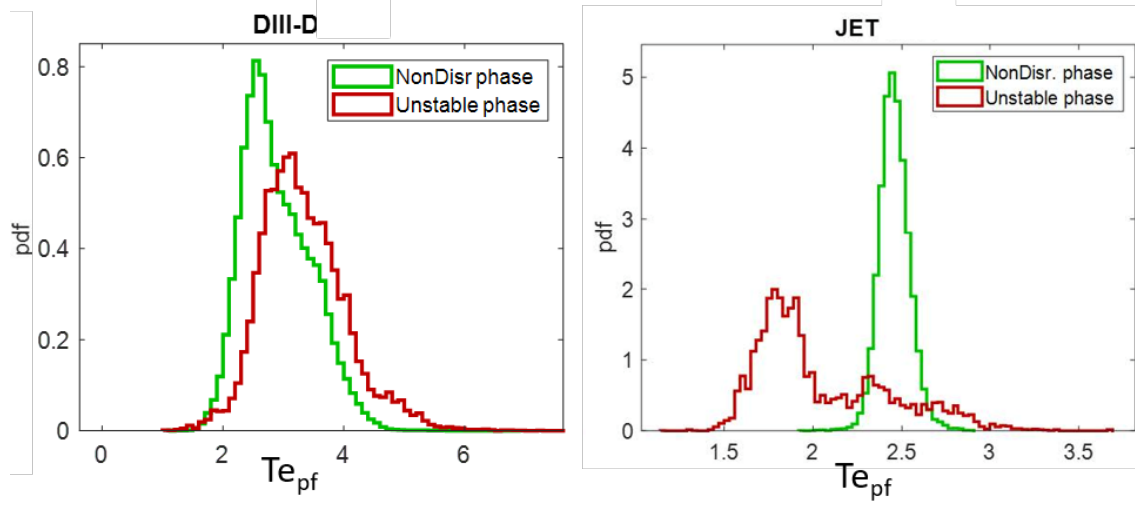 DIII-D
NonDisr phase
Unstable phase
pdf
0
0.2
0.4
0.6
0.8
0
2
4
6
Te_pf
JET
NonDisr. phase
Unstable phase
pdf
0
1
2
3
4
5
1.5
2
2.5
3
3.5
Te_pf